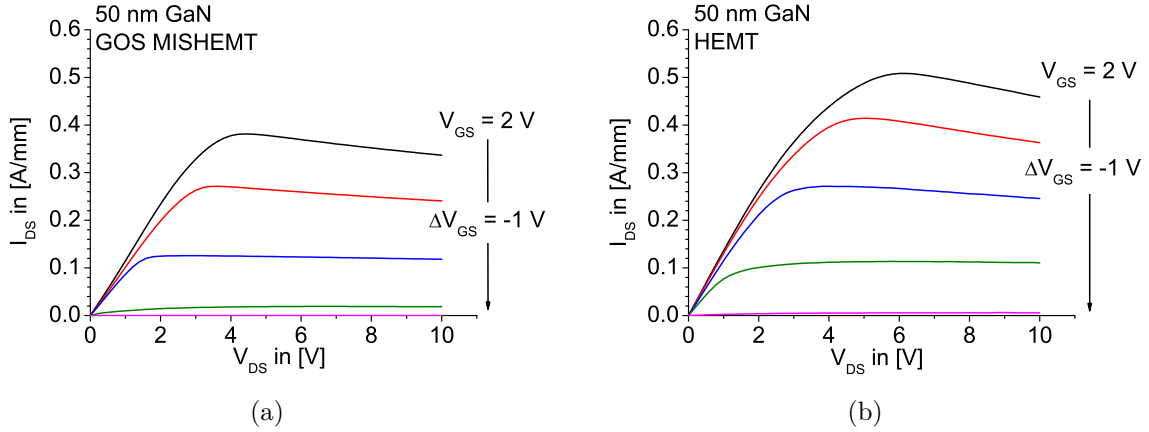 50 nm GaN
GOS MISHEMT
0.6
0.5
0.4
0.3
0.2
0.1
0.0
I_DS in [A/mm]
V_GS = 2 V
ΔV_GS = -1 V
0 2 4 6 8 10
V_DS in [V]
(a)
50 nm GaN
HEMT
0.6
0.5
0.4
0.3
0.2
0.1
0.0
I_DS in [A/mm]
V_GS = 2 V
ΔV_GS = -1 V
0 2 4 6 8 10
V_DS in [V]
(b)